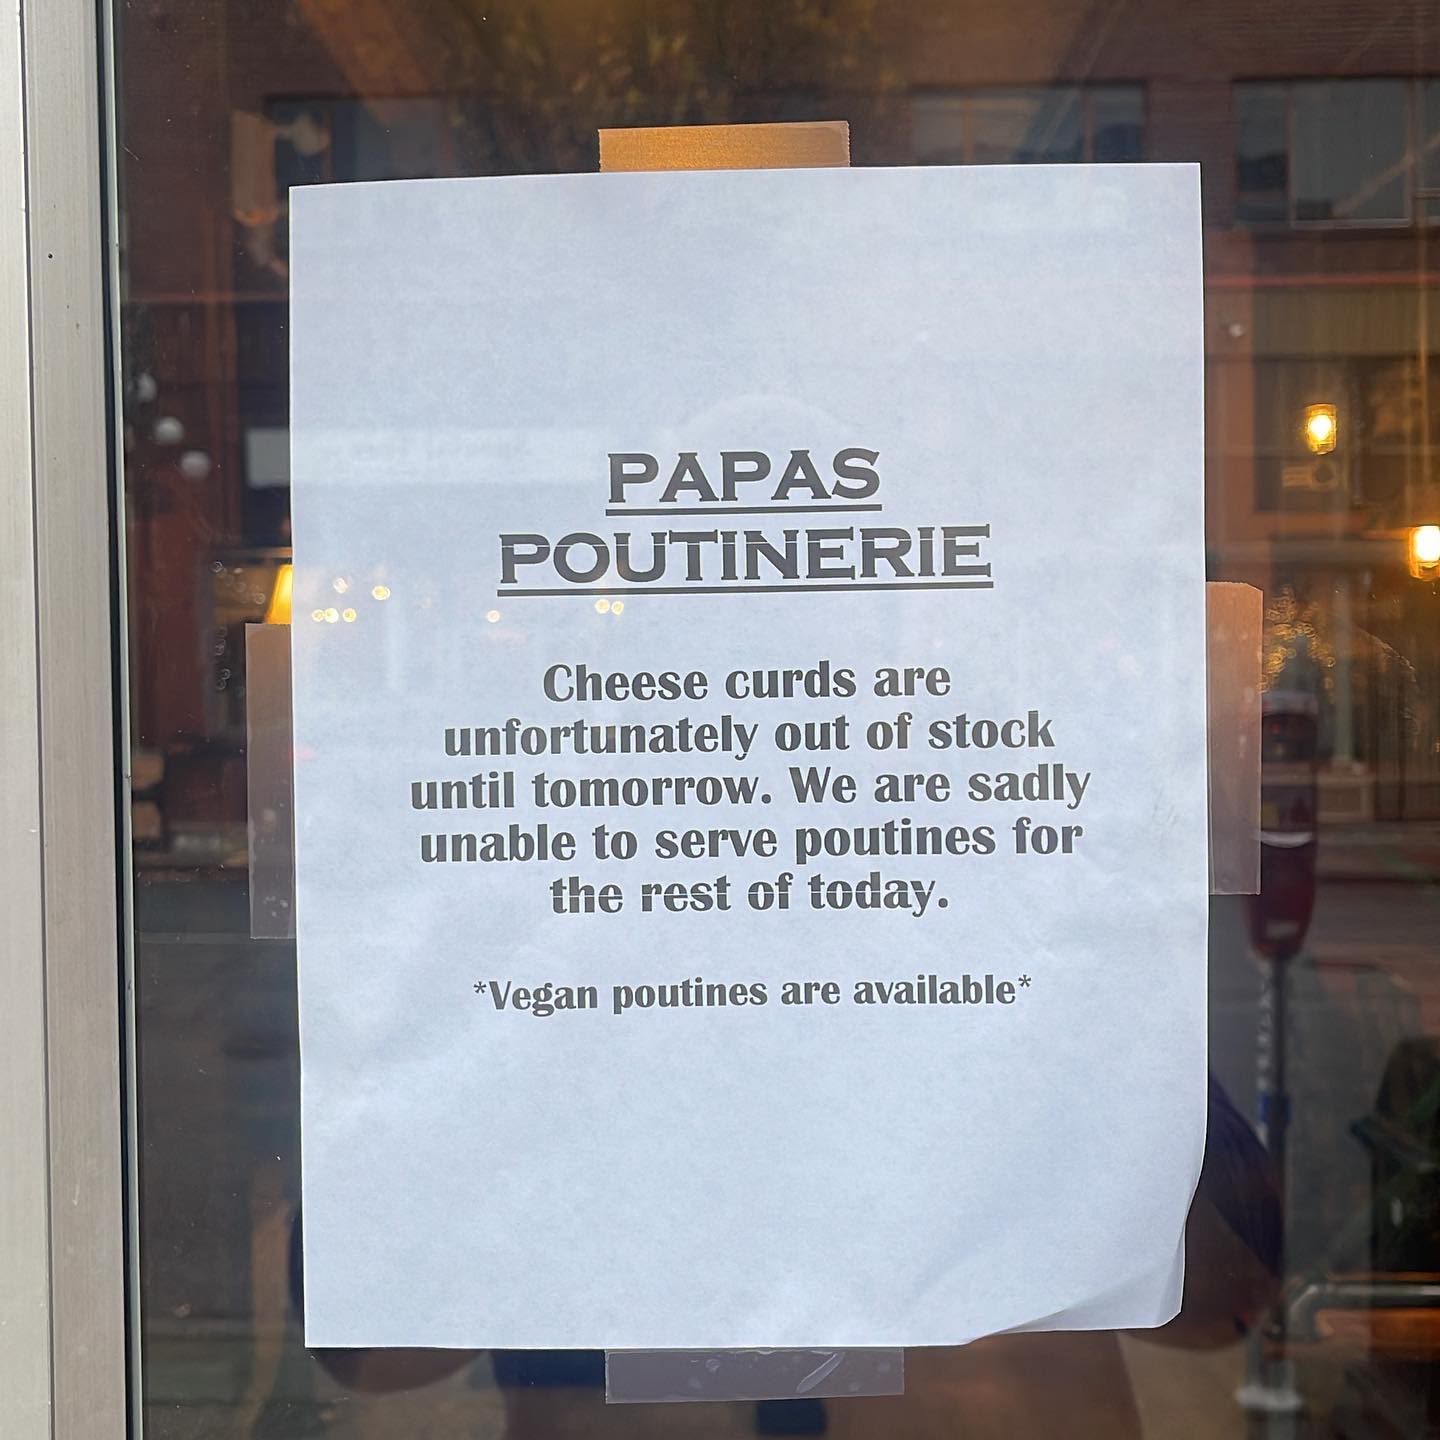 PAPAS
POUTINERIE
Cheese curds are
unfortunately out of stock
until tomorrow. We are sadly
unable to serve poutines for
the rest of today.
*Vegan poutines are available*